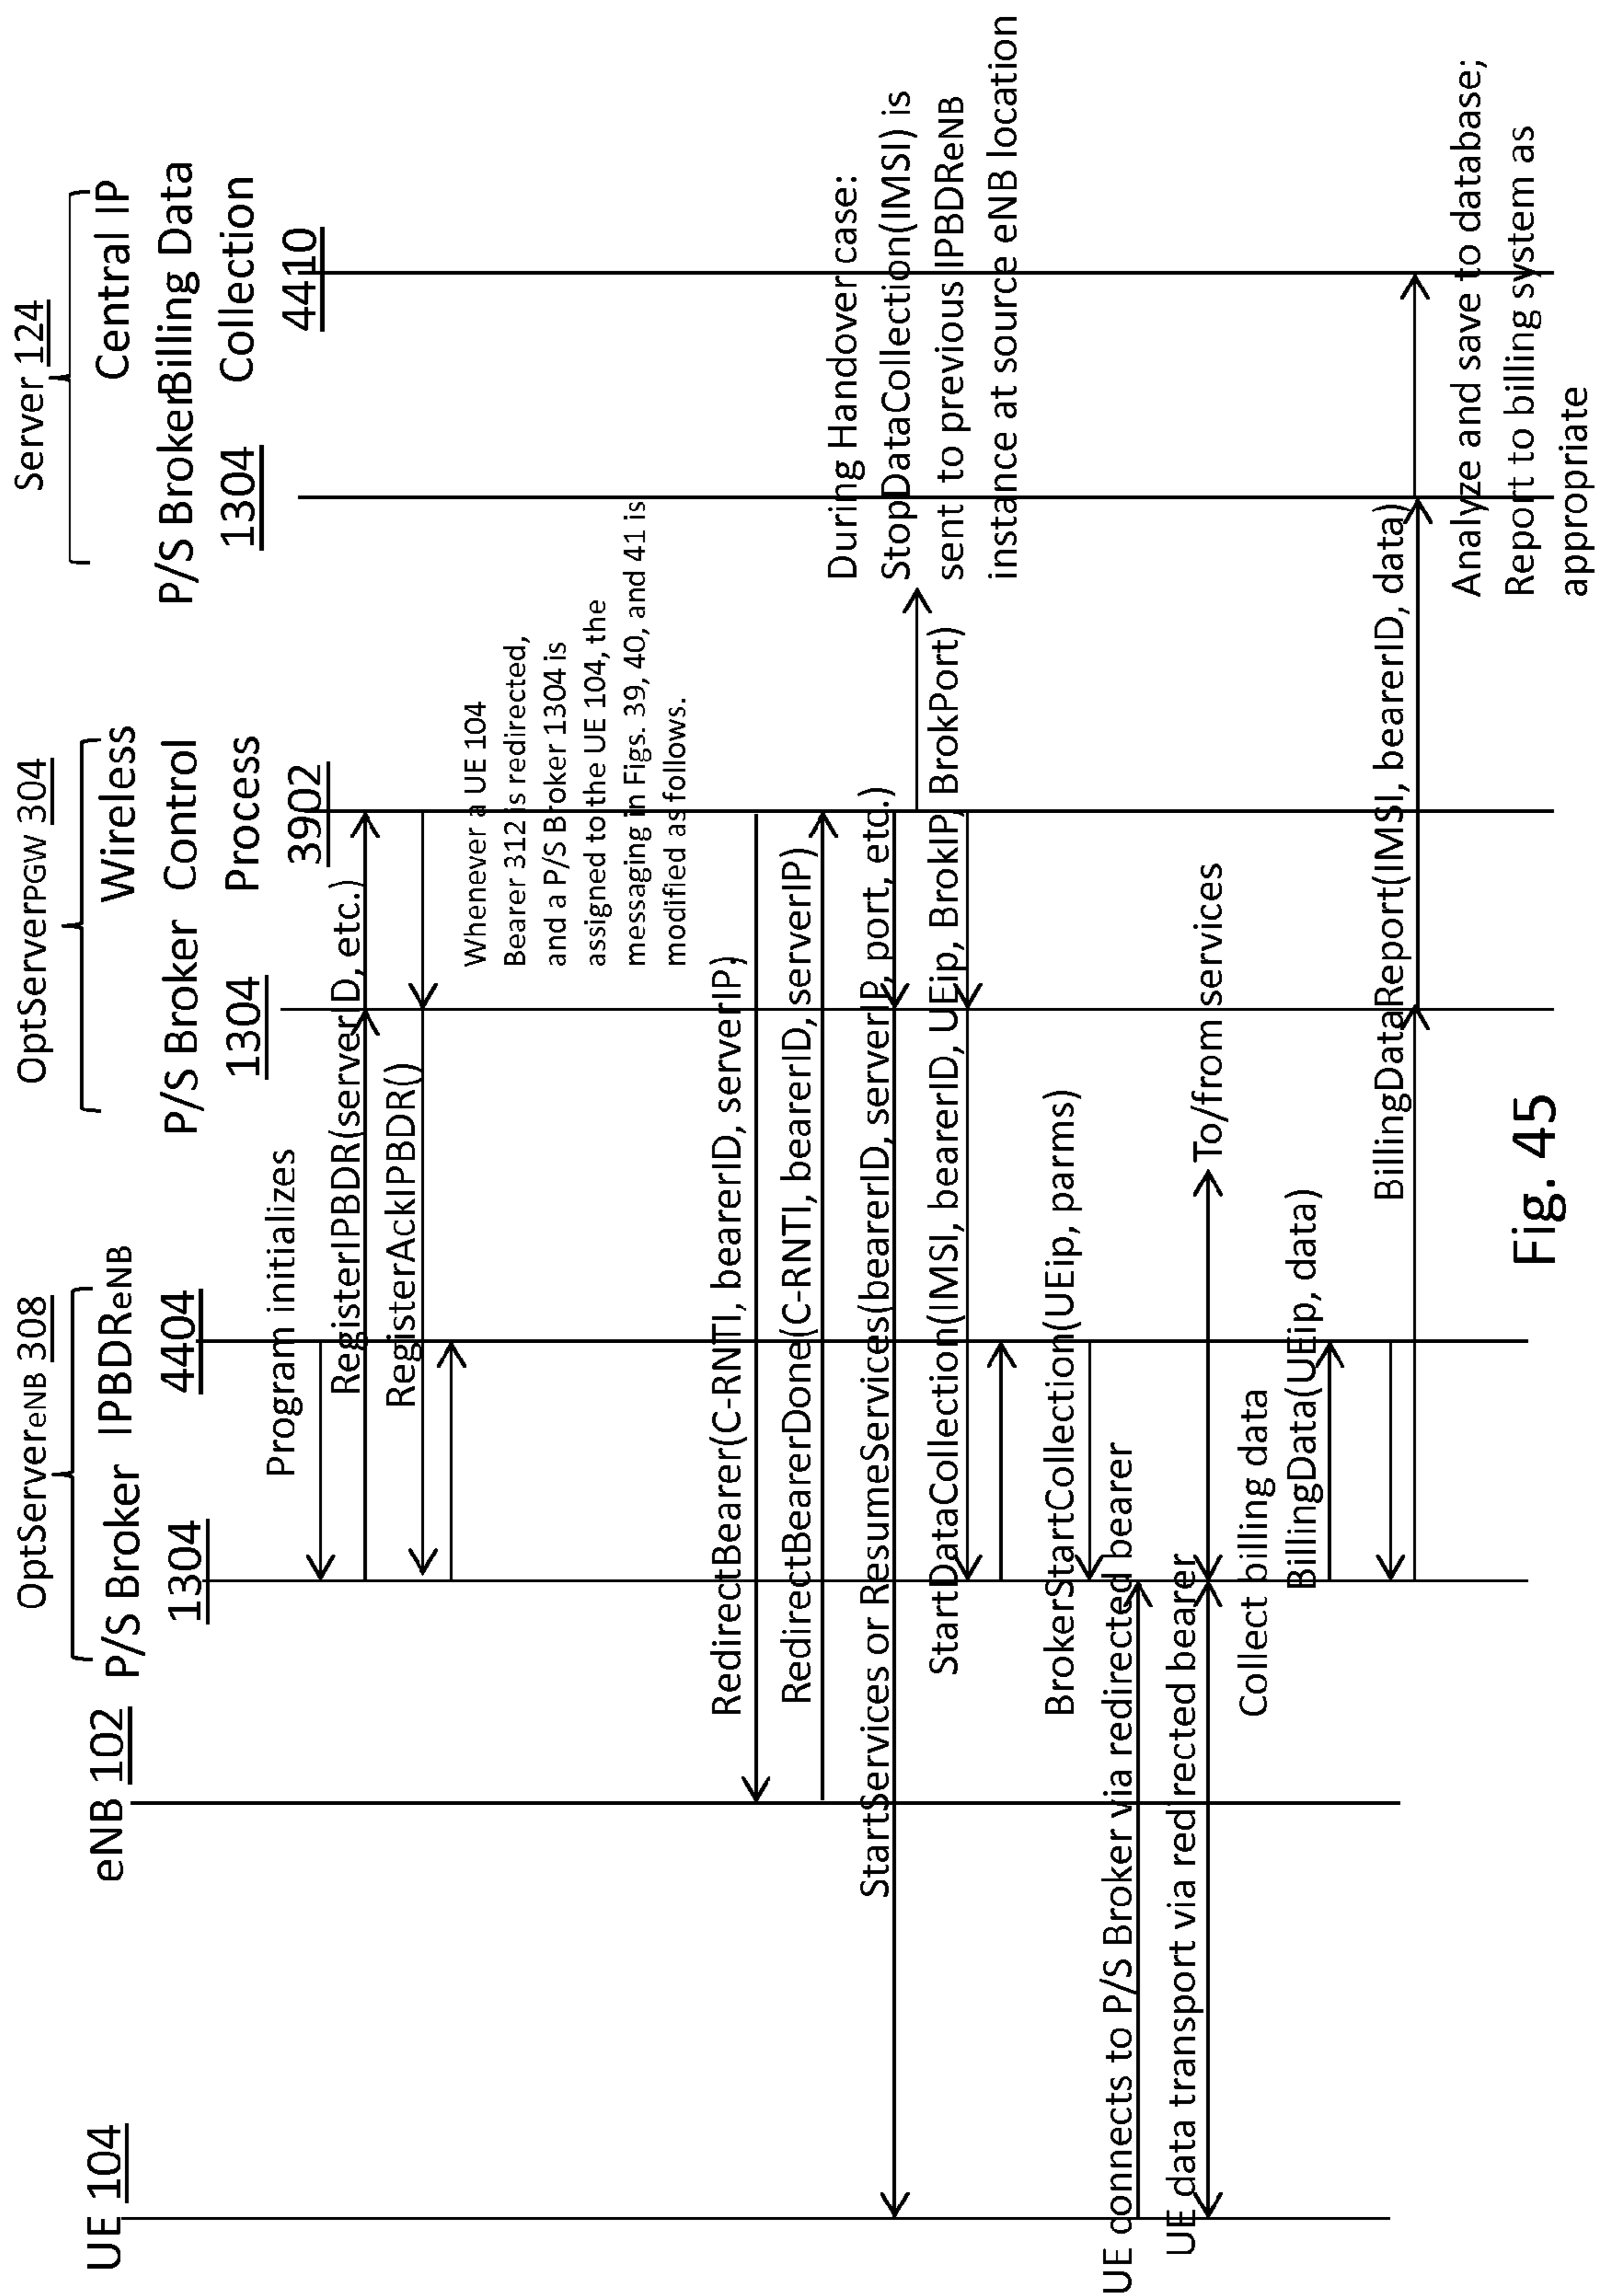 UE 104
eNB 102
OptServereNB 308
P/S Broker
1304
IPBDReNB
4404
OptServerPGW 304
P/S Broker
1304
Wireless
Control
Process
3902
Server 124
P/S Broker
1304
Central IP
Billing Data
Collection
4410
Program initializes
RegisterIPBDR(serverID, etc.)
RegisterAckIPBDR()
Whenever a UE 104
Bearer 312 is redirected,
and a P/S Broker 1304 is
assigned to the UE 104, the
messaging in Figs. 39, 40, and 41 is
modified as follows.
RedirectBearer(C-RNTI, bearerID, serverIP)
RedirectBearerDone(C-RNTI, bearerID, serverIP)
StartServices or ResumeServices(bearerID, serverIP, port, etc.)
During Handover case:
StopDataCollection(IMSI) is
sent to previous IPBDReNB
instance at source eNB location
StartDataCollection(IMSI, bearerID, UEip, BrokIP, BrokPort)
BrokerStartCollection(UEip, parms)
UE connects to P/S Broker via redirected bearer
UE data transport via redirected bearer
To/from services
Collect billing data
BillingData(UEip, data)
BillingDataReport(IMSI, bearerID, data)
Analyze and save to database;
Report to billing system as
appropriate
Fig. 45